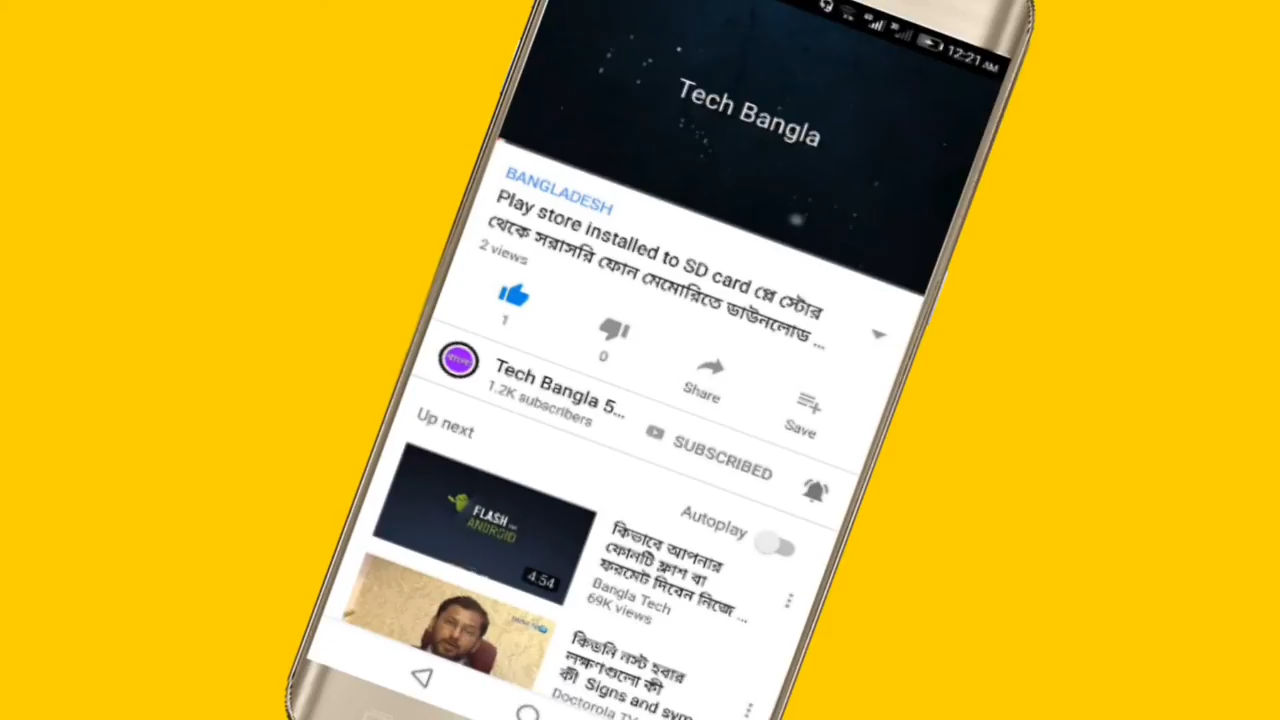 12:21 AM
Tech Bangla
BANGLADESH
Play store installed to SD card প্লে স্টোর
থেকে সরাসরি ফোন মেমোরিতে ডাউনলোড ...
2 views
1
0
Share
Save
Tech Bangla 5...
1.2K subscribers
SUBSCRIBED
Up next
Autoplay
FLASH
ANDROID
4:54
কিভাবে আপনার
ফোনটি ফ্লাশ বা
ফরমেট দিবেন নিজে ...
Bangla Tech
69K views
কিডনি নস্ট হবার
লক্ষণগুলো কী
কী Signs and sym
Doctorola TV